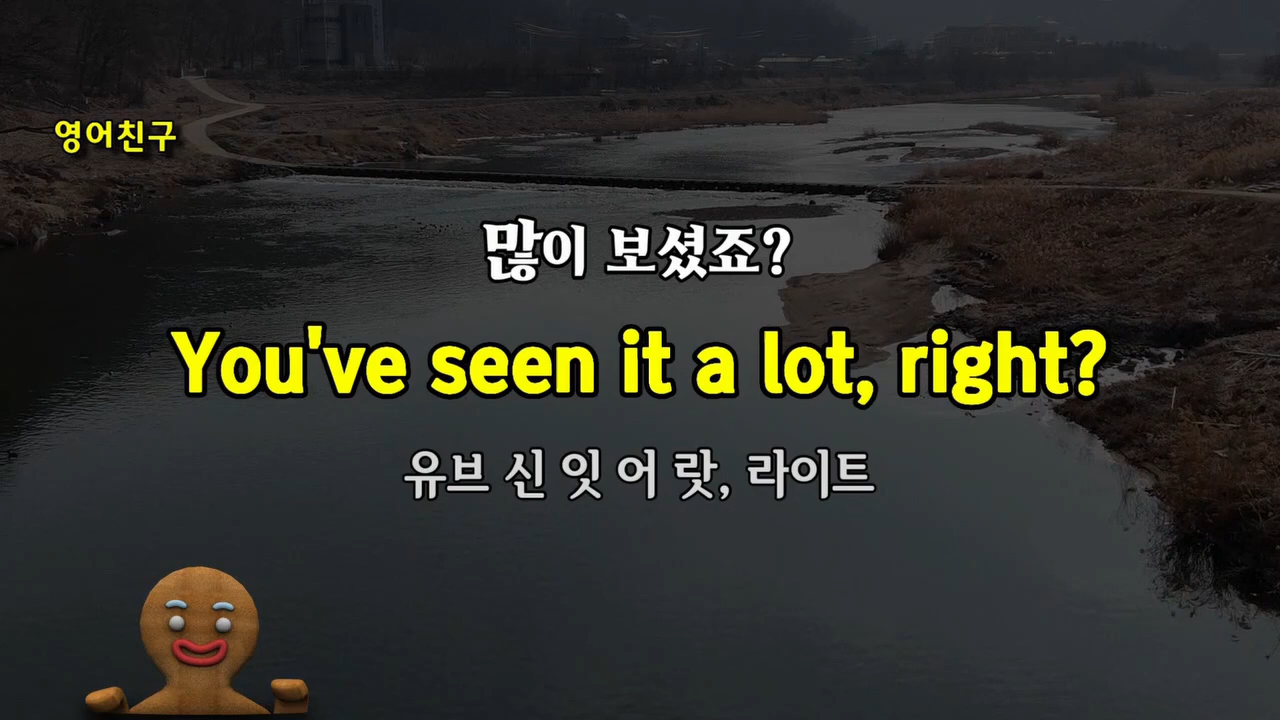 영어친구
많이 보셨죠?
You've seen it a lot, right?
유브 신 잇 어 랏, 라이트